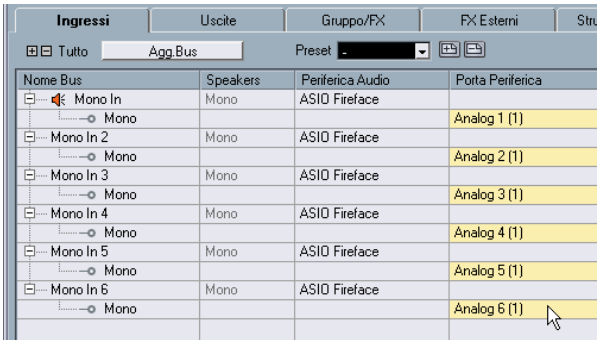 Ingressi Uscite Gruppo/FX FX Esterni
Tutto Agg.Bus Preset -
Nome Bus Speakers Periferica Audio Porta Periferica
Mono In Mono ASIO Fireface
Mono Analog 1 (1)
Mono In 2 Mono ASIO Fireface
Mono Analog 2 (1)
Mono In 3 Mono ASIO Fireface
Mono Analog 3 (1)
Mono In 4 Mono ASIO Fireface
Mono Analog 4 (1)
Mono In 5 Mono ASIO Fireface
Mono Analog 5 (1)
Mono In 6 Mono ASIO Fireface
Mono Analog 6 (1)